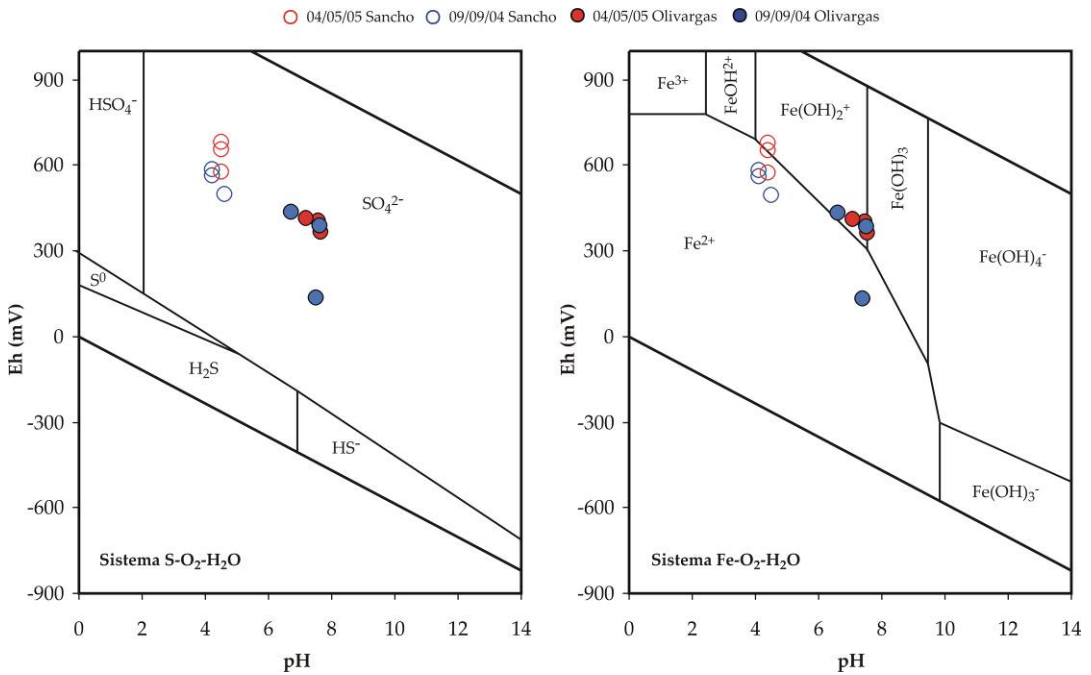 04/05/05 Sancho 09/09/04 Sancho 04/05/05 Olivargas 09/09/04 Olivargas
Eh (mV)
900
600
300
0
-300
-600
-900
HSO₄⁻
SO₄²⁻
S⁰
H₂S
HS⁻
Sistema S-O₂-H₂O
0 2 4 6 8 10 12 14
pH
Eh (mV)
900
600
300
0
-300
-600
-900
Fe³⁺
FeOH²⁺
Fe(OH)₂⁺
Fe(OH)₃
Fe²⁺
Fe(OH)₄⁻
Fe(OH)₃⁻
Sistema Fe-O₂-H₂O
0 2 4 6 8 10 12 14
pH